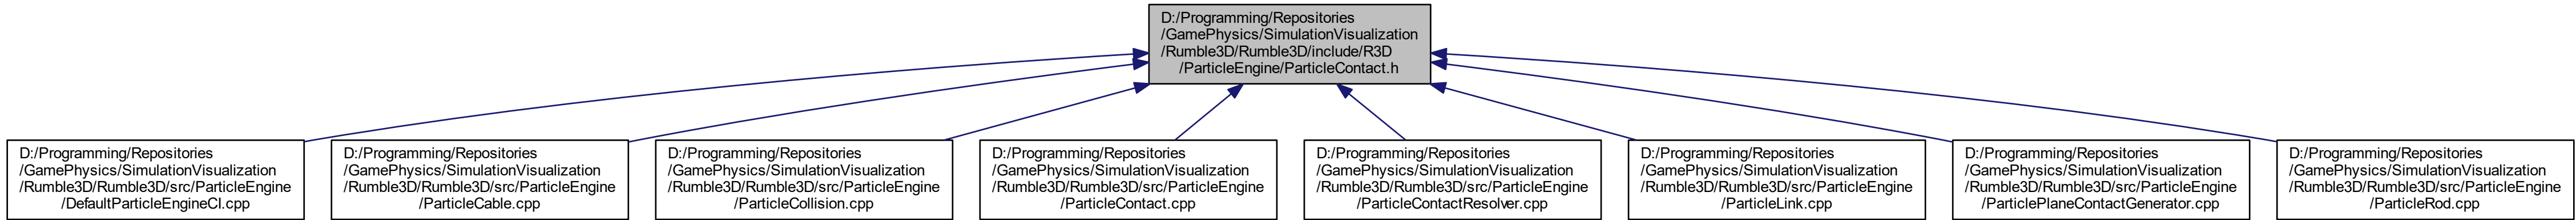 D:/Programming/Repositories
/GamePhysics/SimulationVisualization
/Rumble3D/Rumble3D/include/R3D
/ParticleEngine/ParticleContact.h
D:/Programming/Repositories
/GamePhysics/SimulationVisualization
/Rumble3D/Rumble3D/src/ParticleEngine
/DefaultParticleEngineCI.cpp
D:/Programming/Repositories
/GamePhysics/SimulationVisualization
/Rumble3D/Rumble3D/src/ParticleEngine
/ParticleCable.cpp
D:/Programming/Repositories
/GamePhysics/SimulationVisualization
/Rumble3D/Rumble3D/src/ParticleEngine
/ParticleCollision.cpp
D:/Programming/Repositories
/GamePhysics/SimulationVisualization
/Rumble3D/Rumble3D/src/ParticleEngine
/ParticleContact.cpp
D:/Programming/Repositories
/GamePhysics/SimulationVisualization
/Rumble3D/Rumble3D/src/ParticleEngine
/ParticleContactResolver.cpp
D:/Programming/Repositories
/GamePhysics/SimulationVisualization
/Rumble3D/Rumble3D/src/ParticleEngine
/ParticleLink.cpp
D:/Programming/Repositories
/GamePhysics/SimulationVisualization
/Rumble3D/Rumble3D/src/ParticleEngine
/ParticlePlaneContactGenerator.cpp
D:/Programming/Repositories
/GamePhysics/SimulationVisualization
/Rumble3D/Rumble3D/src/ParticleEngine
/ParticleRod.cpp